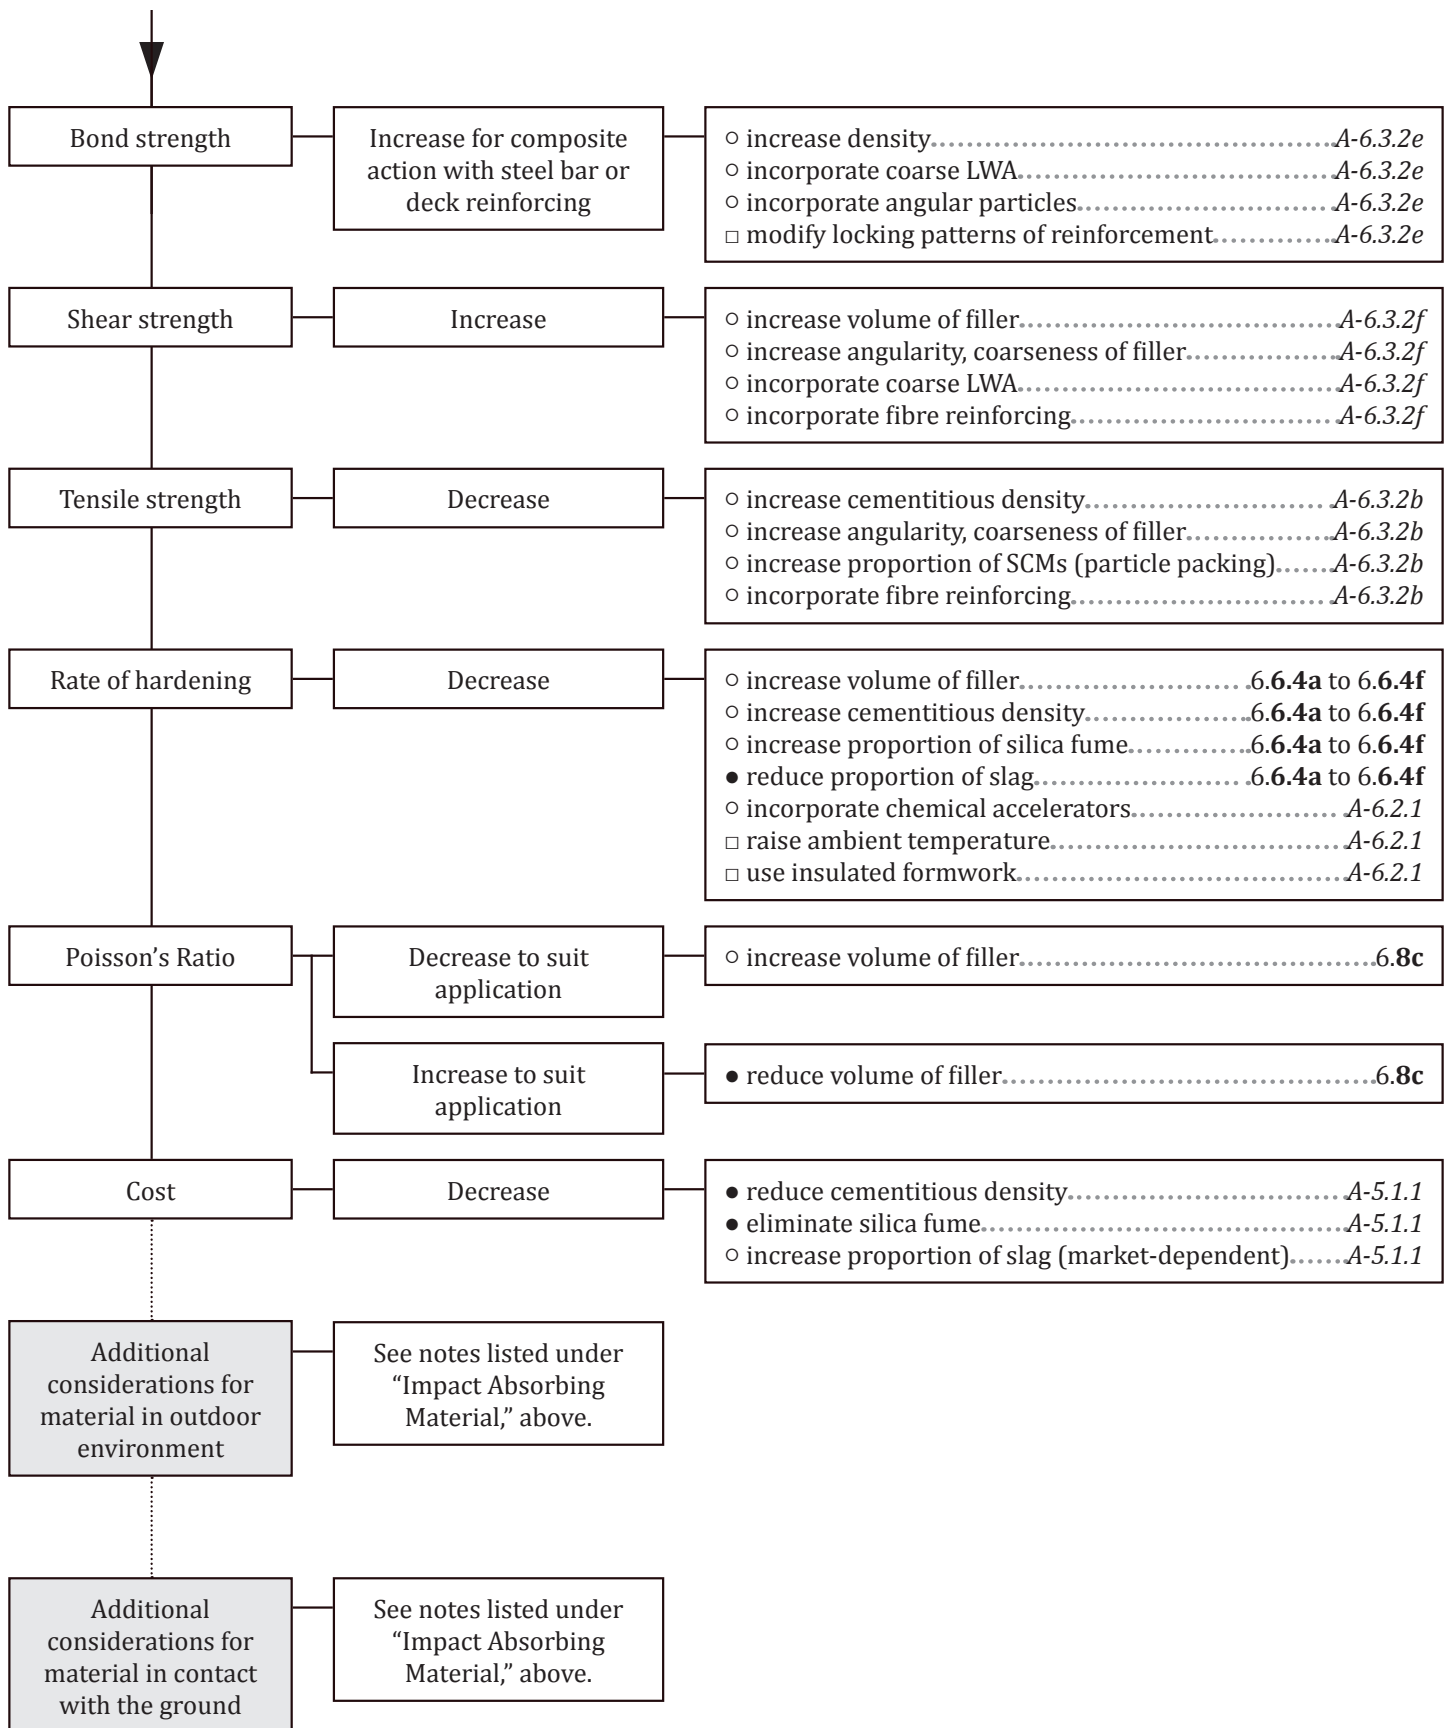 Bond strength
Increase for composite
action with steel bar or
deck reinforcing
○ increase density........................................................A-6.3.2e
○ incorporate coarse LWA............................................A-6.3.2e
○ incorporate angular particles...................................A-6.3.2e
□ modify locking patterns of reinforcement.................A-6.3.2e
Shear strength
Increase
○ increase volume of filler............................................A-6.3.2f
○ increase angularity, coarseness of filler.....................A-6.3.2f
○ incorporate coarse LWA............................................A-6.3.2f
○ incorporate fibre reinforcing.....................................A-6.3.2f
Tensile strength
Decrease
○ increase cementitious density...................................A-6.3.2b
○ increase angularity, coarseness of filler.....................A-6.3.2b
○ increase proportion of SCMs (particle packing).......A-6.3.2b
○ incorporate fibre reinforcing.....................................A-6.3.2b
Rate of hardening
Decrease
○ increase volume of filler................................6.6.4a to 6.6.4f
○ increase cementitious density.......................6.6.4a to 6.6.4f
○ increase proportion of silica fume.................6.6.4a to 6.6.4f
● reduce proportion of slag..............................6.6.4a to 6.6.4f
○ incorporate chemical accelerators..............................A-6.2.1
□ raise ambient temperature.........................................A-6.2.1
□ use insulated formwork..............................................A-6.2.1
Poisson's Ratio
Decrease to suit
application
○ increase volume of filler..................................................6.8c
Increase to suit
application
● reduce volume of filler.....................................................6.8c
Cost
Decrease
● reduce cementitious density.......................................A-5.1.1
● eliminate silica fume...................................................A-5.1.1
○ increase proportion of slag (market-dependent).......A-5.1.1
Additional
considerations for
material in outdoor
environment
See notes listed under
“Impact Absorbing
Material,” above.
Additional
considerations for
material in contact
with the ground
See notes listed under
“Impact Absorbing
Material,” above.